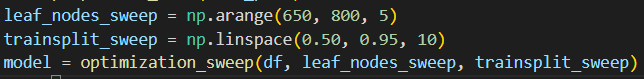 leaf_nodes_sweep = np.arange(650, 800, 5)
trainsplit_sweep = np.linspace(0.50, 0.95, 10)
model = optimization_sweep(df, leaf_nodes_sweep, trainsplit_sweep)